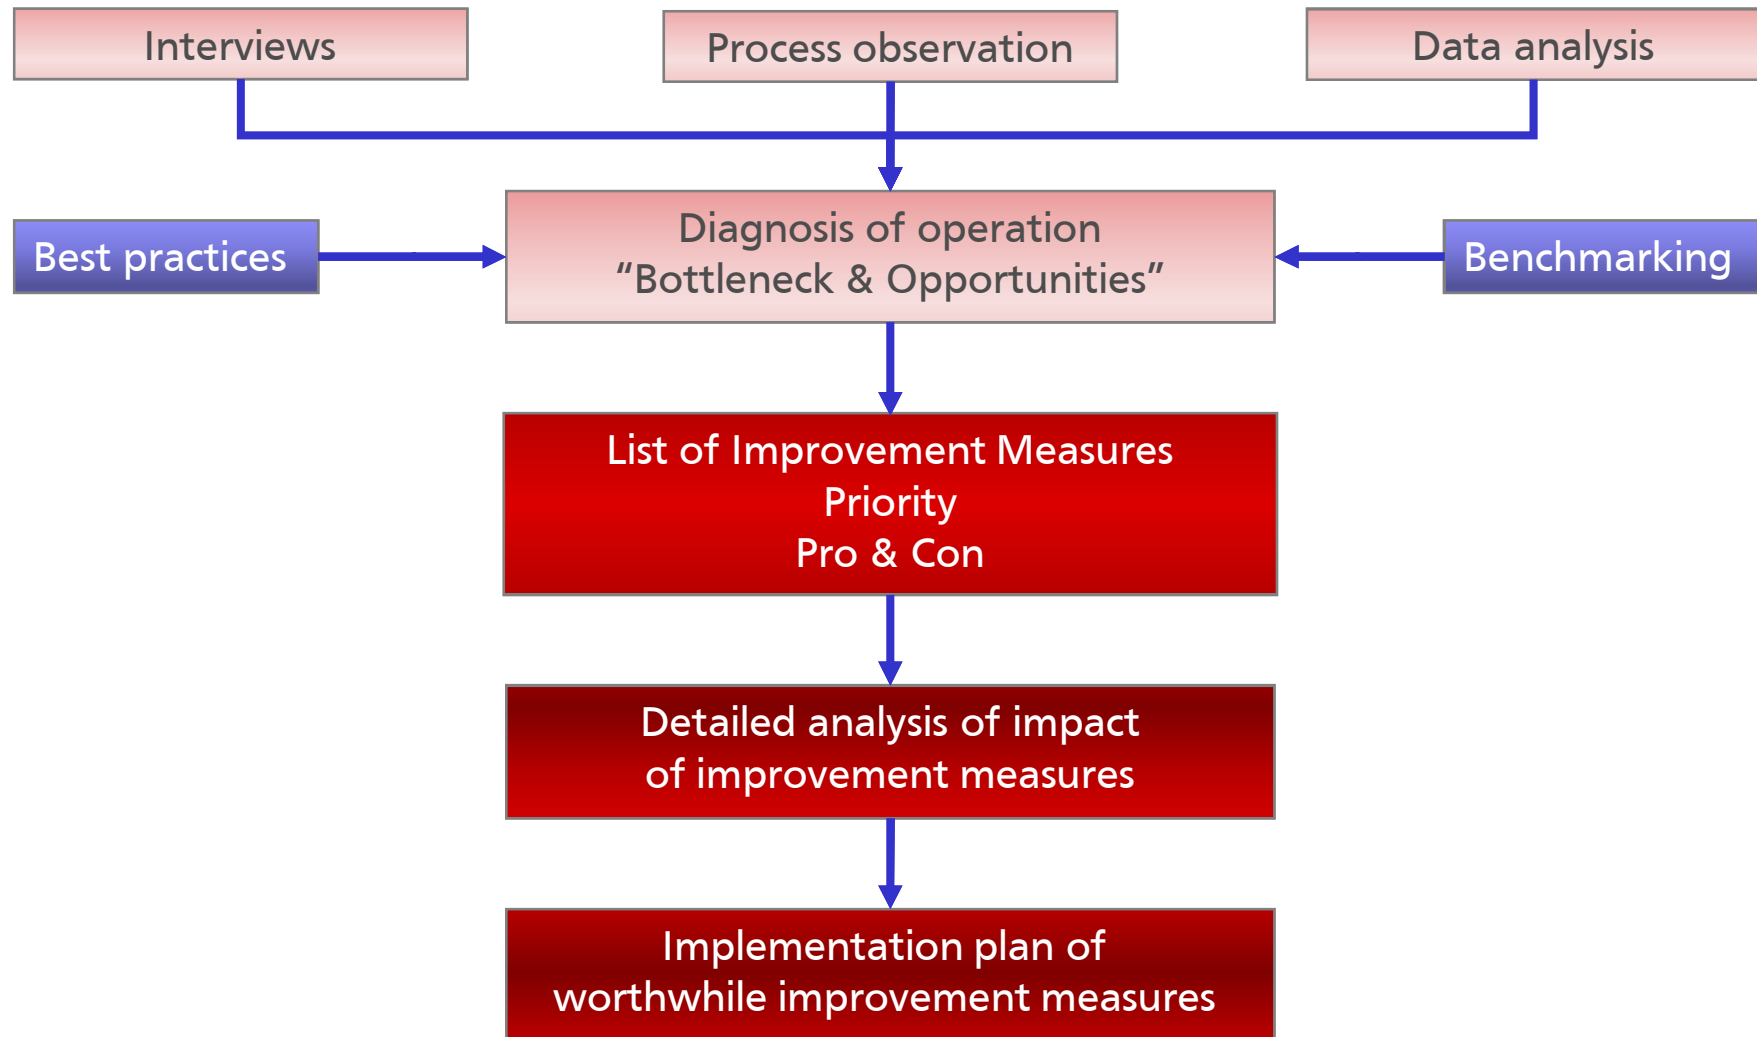 Interviews
Process observation
Data analysis
Diagnosis of operation
“Bottleneck & Opportunities”
Best practices
Benchmarking
List of Improvement Measures
Priority
Pro & Con
Detailed analysis of impact
of improvement measures
Implementation plan of
worthwhile improvement measures